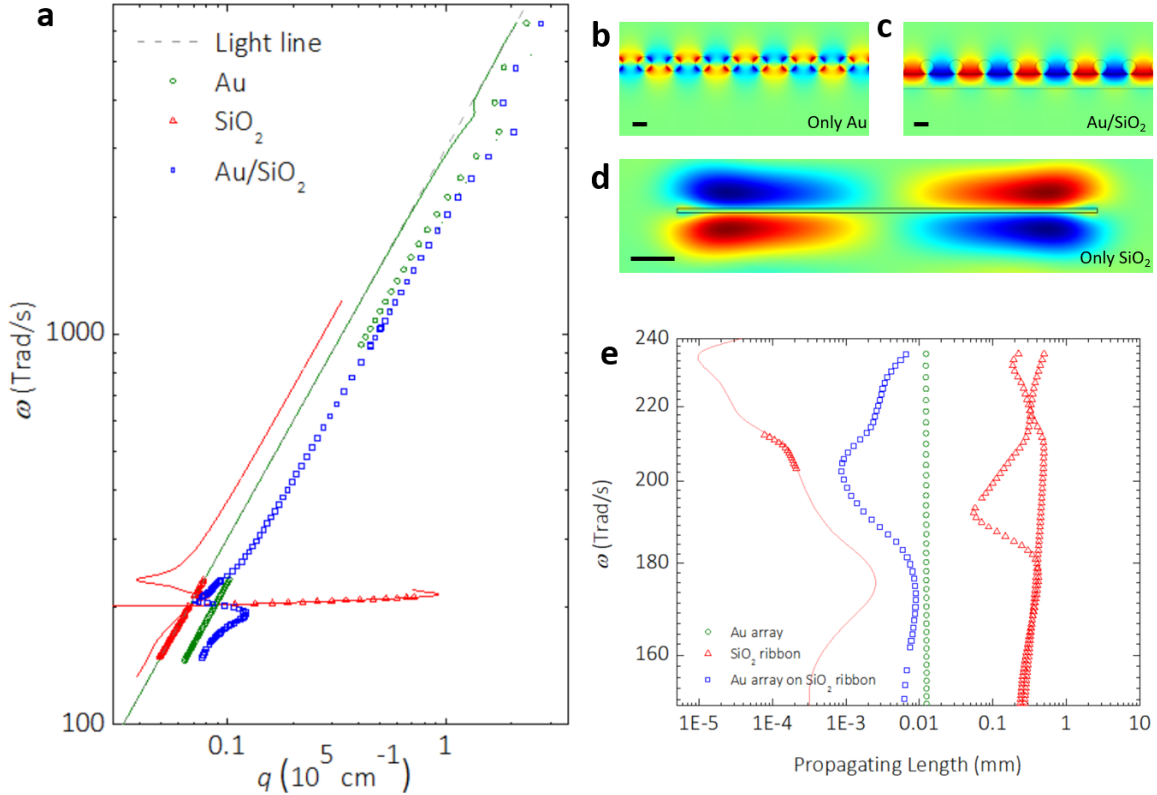 a
Light line
Au
SiO₂
Au/SiO₂
1000
100
ω (Trad/s)
0.1
1
q (10⁵ cm⁻¹)
b
Only Au
c
Au/SiO₂
d
Only SiO₂
e
240
220
200
180
160
ω (Trad/s)
Au array
SiO₂ ribbon
Au array on SiO₂ ribbon
1E-5 1E-4 1E-3 0.01 0.1 1 10
Propagating Length (mm)